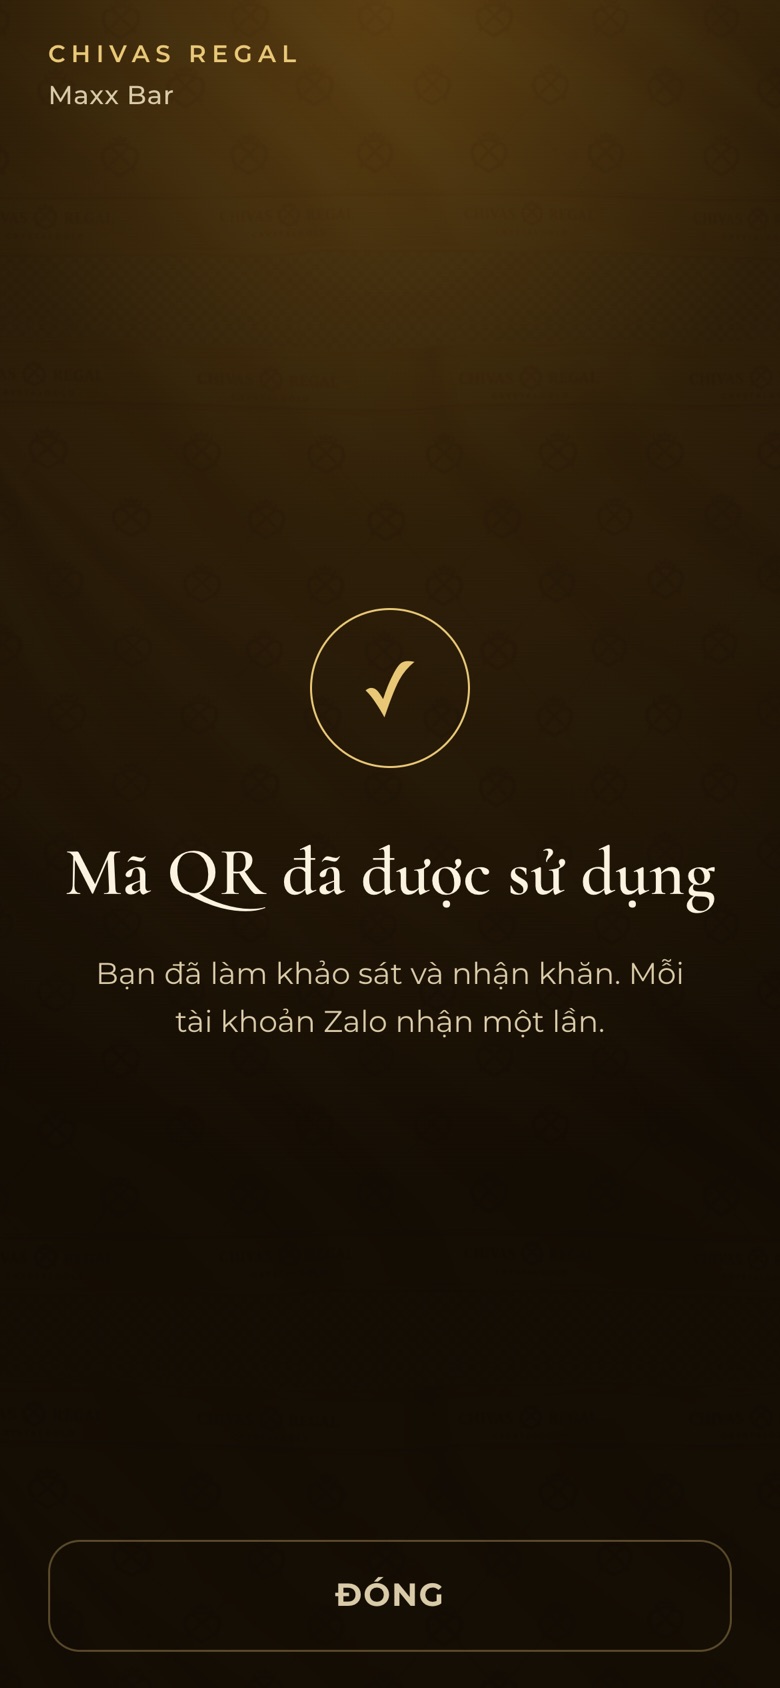 CHIVAS REGAL
Maxx Bar
Mã QR đã được sử dụng
Bạn đã làm khảo sát và nhận khăn. Mỗi
tài khoản Zalo nhận một lần.
ĐÓNG